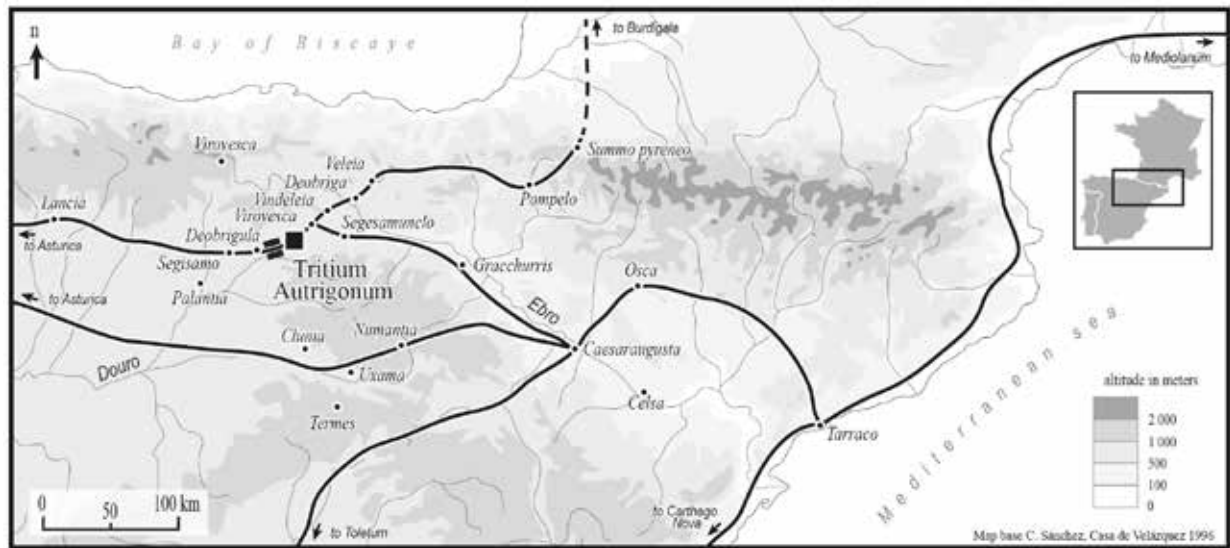 to Burdigala
n
Bay of Biscaye
to Mediolanum
Virovesca
Summo pyreneo
Veleia
Deobriga
Vindeleia
Virovesca
Pompelo
Lancia
Segesamunclo
Deobrigula
to Asturica
Segisamo
Tritium
Autrigonum
Gracchurris
Osca
Palantia
to Asturica
Ebro
Clunia
Numantia
Caesaraugusta
Douro
Uxama
Celsa
Termes
Tarraco
Mediterranean sea
altitude in meters
2 000
1 000
500
100
0
0
50
100 km
to Toletum
to Carthago
Nova
Map base C. Sánchez, Casa de Velázquez 1996